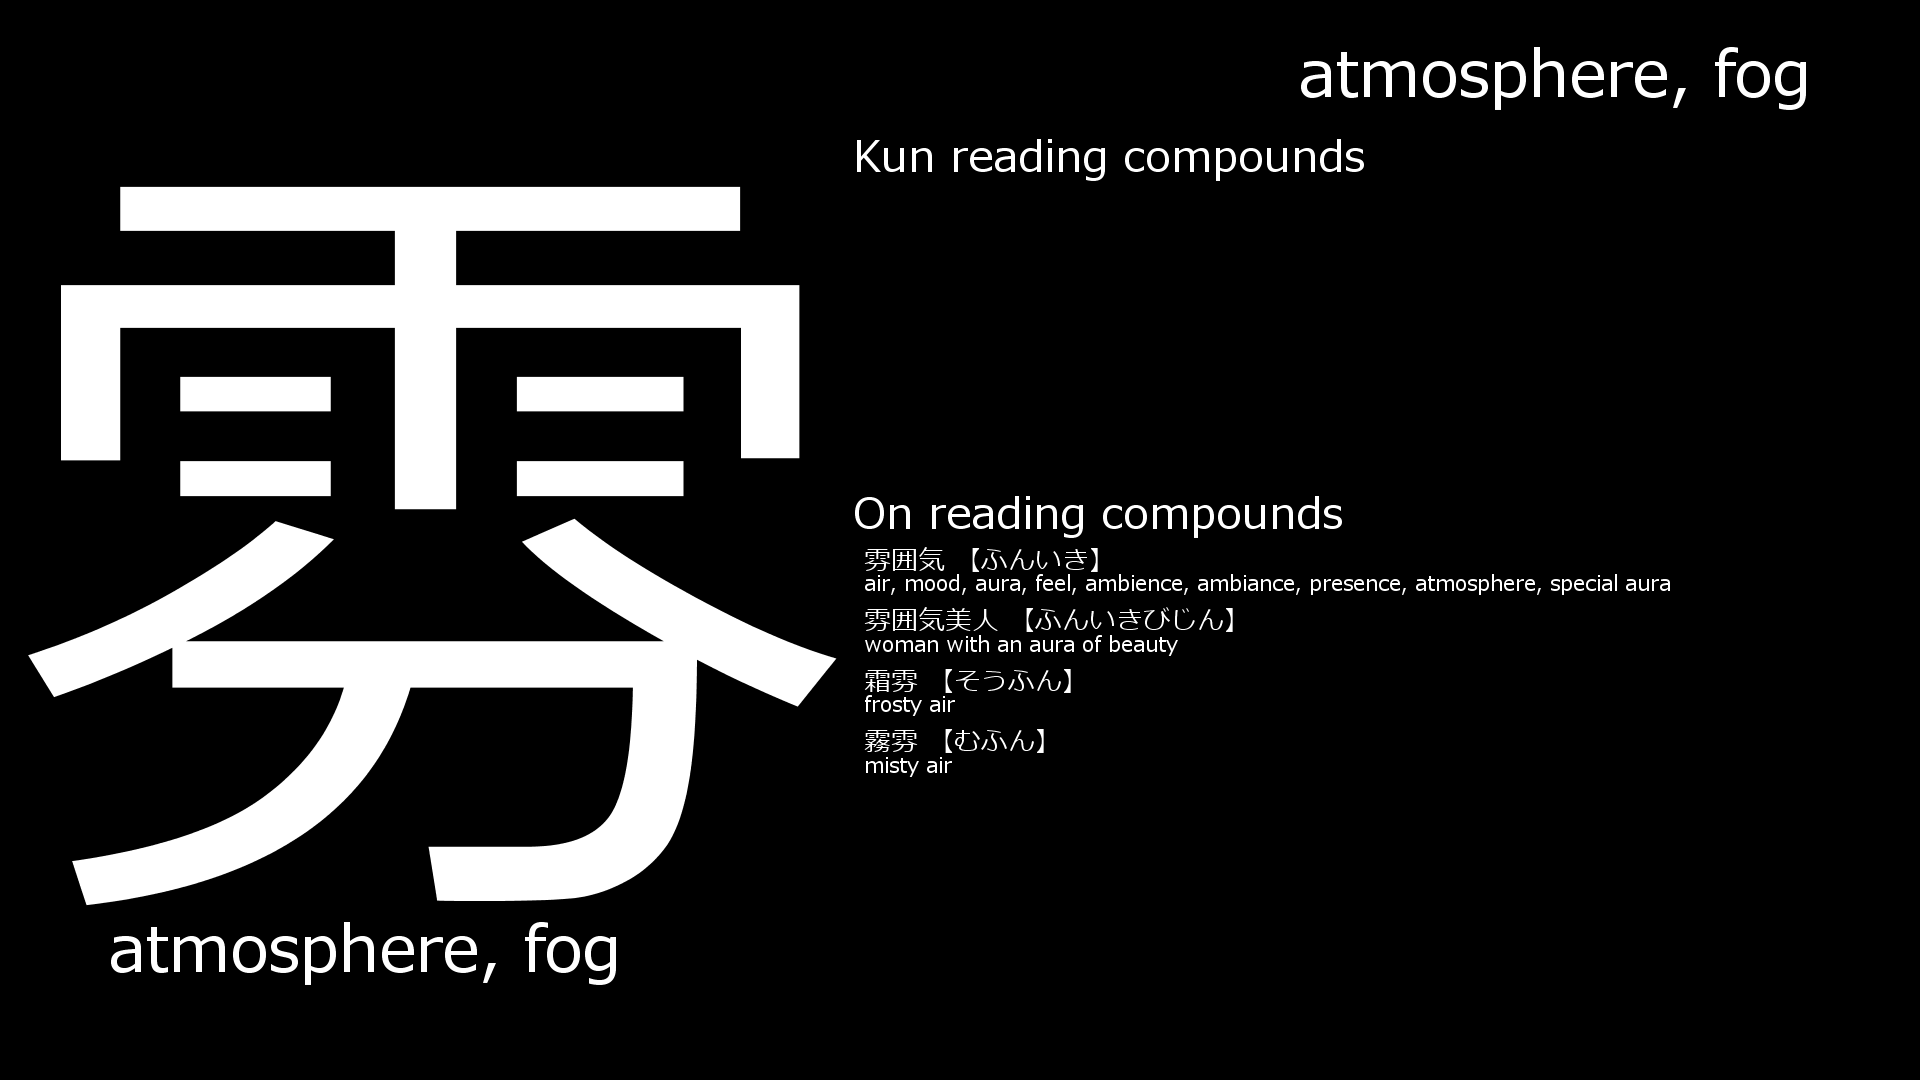 atmosphere, fog
Kun reading compounds
雰
On reading compounds
雰囲気 【ふんいき】
air, mood, aura, feel, ambience, ambiance, presence, atmosphere, special aura
雰囲気美人 【ふんいきびじん】
woman with an aura of beauty
霜雰 【そうふん】
frosty air
霧雰 【むふん】
misty air
atmosphere, fog